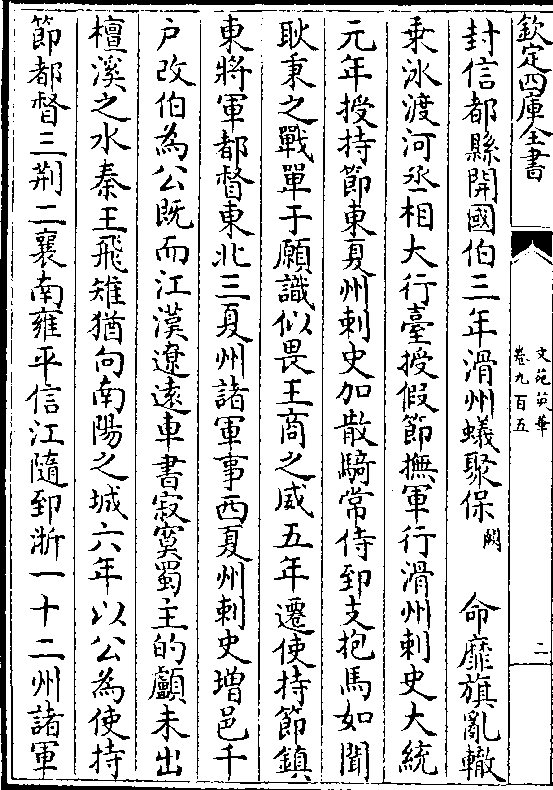 欽定四庫全書
文苑英華
卷九百五
二
封信都縣開國伯三年滑州蟻聚保闕命靡旗亂轍
乗氷渡河丞相大行臺授假節撫軍行滑州刺史大統
元年授持節東夏州刺史加散騎常侍郅支抱馬如聞
耿秉之戰單于願識似畏王商之威五年遷使持節鎮
東將軍都督東北三夏州諸軍事西夏州刺史増邑千
户改伯為公既而江漢遼遠車書寂寞蜀主的顱未出
檀溪之水秦王飛雉猶向南陽之城六年以公為使持
節都督三荆二襄南雍平信江隨郢淅一十二州諸軍